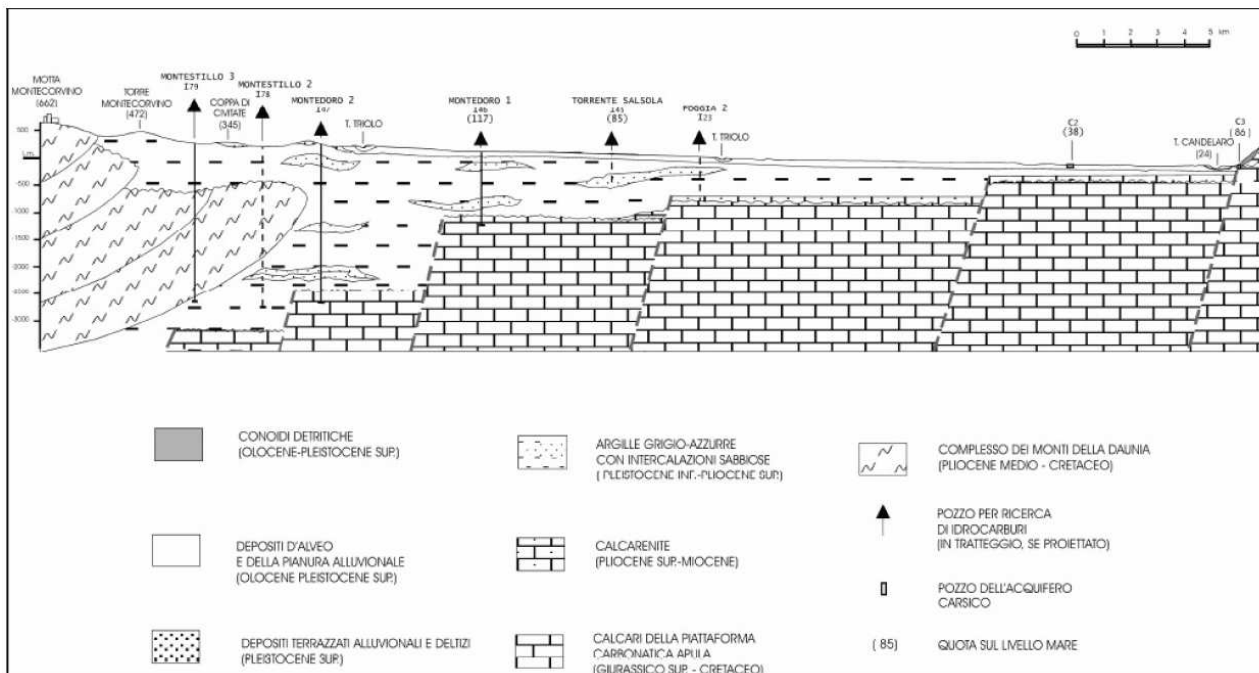 0 1 2 3 4 5 km
MOTTA
MONTECORVINO
(662)
TORRE
MONTECORVINO
(472)
MONTESTILLO 3
I79
COPPA DI
CIVITATE
(345)
MONTESTILLO 2
I78
MONTEDORO 2
T. TRIOLO
MONTEDORO 1
I46
(117)
TORRENTE SALSOLA
I45
(85)
FOGGIA 2
I23
T. TRIOLO
C2
(38)
T. CANDELARO
(24)
C3
(86)
500
-500
-1000
-1500
-2000
-3000
CONOIDI DETRITICHE
(OLOCENE-PLEISTOCENE SUP.)
DEPOSITI D'ALVEO
E DELLA PIANURA ALLUVIONALE
(OLOCENE PLEISTOCENE SUP.)
DEPOSITI TERRAZZATI ALLUVIONALI E DELTIZI
(PLEISTOCENE SUP.)
ARGILLE GRIGIO-AZZURRE
CON INTERCALAZIONI SABBIOSE
(PLEISTOCENE INF.-PLIOCENE SUP.)
CALCARENITE
(PLIOCENE SUP.-MIOCENE)
CALCARI DELLA PIATTAFORMA
CARBONATICA APULA
(GIURASSICO SUP. - CRETACEO)
COMPLESSO DEI MONTI DELLA DAUNIA
(PLIOCENE MEDIO - CRETACEO)
POZZO PER RICERCA
DI IDROCARBURI
(IN TRATTEGGIO, SE PROIETTATO)
POZZO DELL'ACQUIFERO
CARSICO
(85) QUOTA SUL LIVELLO MARE